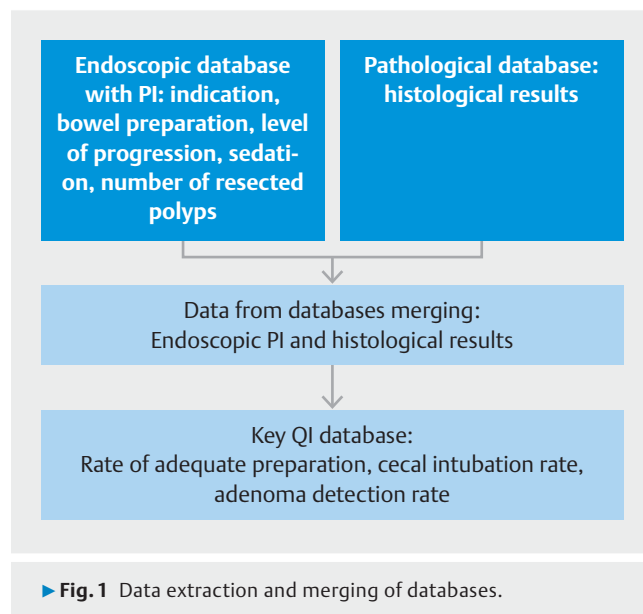 Endoscopic database
with PI: indication,
bowel preparation, level
of progression, sedati-
on, number of resected
polyps
Pathological database:
histological results
Data from databases merging:
Endoscopic PI and histological results
Key QI database:
Rate of adequate preparation, cecal intubation rate,
adenoma detection rate
▶ Fig. 1 Data extraction and merging of databases.